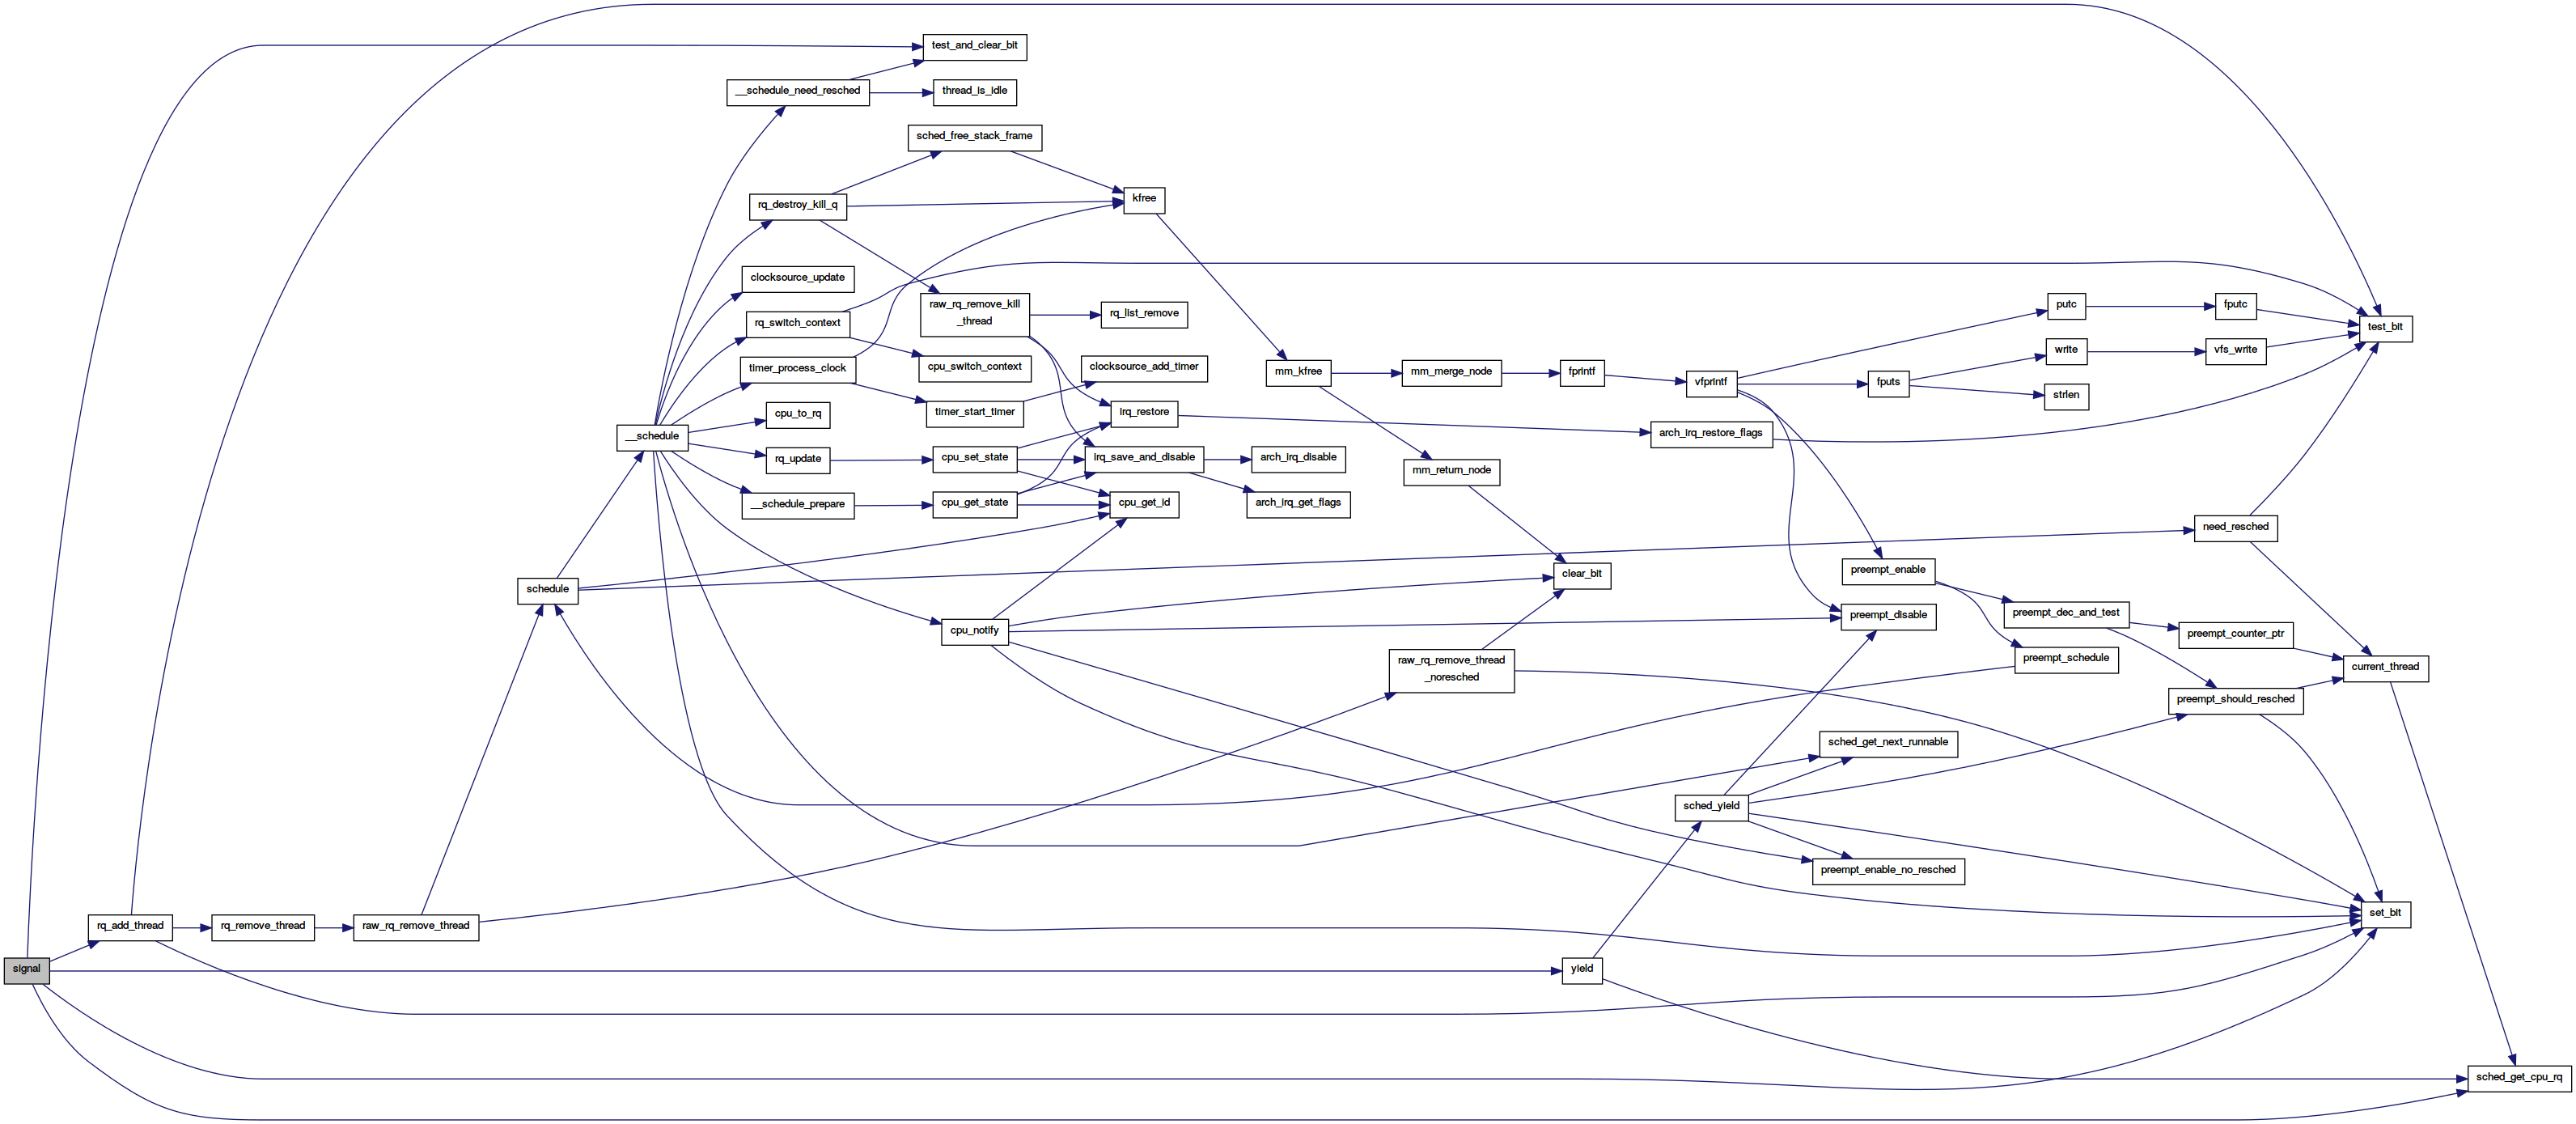 test_and_clear_bit
__schedule_need_resched
thread_is_idle
sched_free_stack_frame
rq_destroy_kill_q
kfree
clocksource_update
raw_rq_remove_kill
_thread
rq_list_remove
putc
fputc
rq_switch_context
test_bit
write
vfs_write
timer_process_clock
cpu_switch_context
clocksource_add_timer
mm_kfree
mm_merge_node
fprintf
vfprintf
fputs
strlen
cpu_to_rq
timer_start_timer
irq_restore
__schedule
arch_irq_restore_flags
rq_update
cpu_set_state
irq_save_and_disable
arch_irq_disable
mm_return_node
__schedule_prepare
cpu_get_state
cpu_get_id
arch_irq_get_flags
need_resched
schedule
clear_bit
preempt_enable
cpu_notify
preempt_disable
preempt_dec_and_test
preempt_counter_ptr
raw_rq_remove_thread
_noresched
preempt_schedule
current_thread
preempt_should_resched
sched_get_next_runnable
sched_yield
preempt_enable_no_resched
rq_add_thread
rq_remove_thread
raw_rq_remove_thread
set_bit
signal
yield
sched_get_cpu_rq